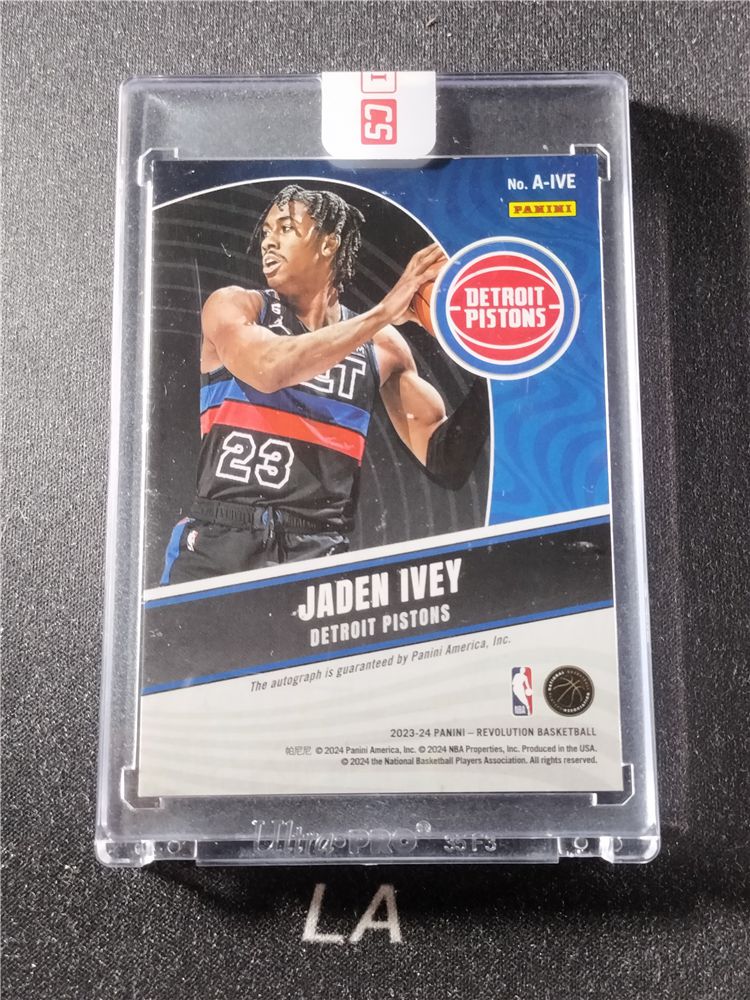 CS
No. A-IVE
PANINI
DETROIT
PISTONS
23
JADEN IVEY
DETROIT PISTONS
The autograph is guaranteed by Panini America, Inc.
NBA
2023-24 PANINI – REVOLUTION BASKETBALL
帕尼尼 © 2024 Panini America, Inc. © 2024 NBA Properties, Inc. Produced in the USA.
© 2024 the National Basketball Players Association. All rights reserved.
Ultra·PRO®
LA